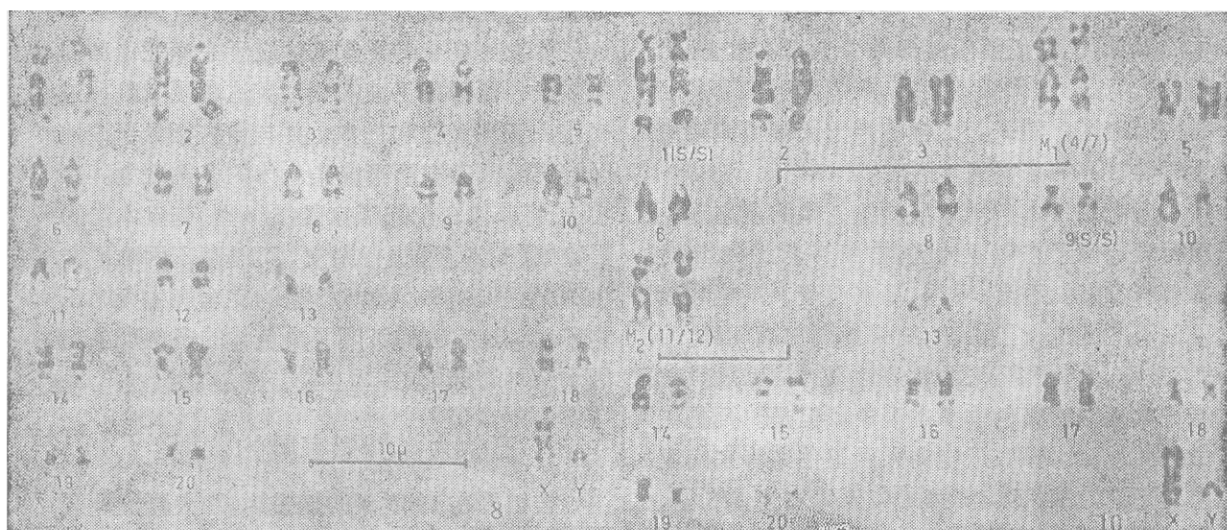 1 2 3 4 5
6 7 8 9 10
11 12 13
14 15 16 17 18
19 20 10μ X Y
8
1(S/S) 2 3 M₁(4/7) 5
6 8 9(S/S) 10
M₂(11/12) 13
14 15 16 17 18
19 20 X Y
10